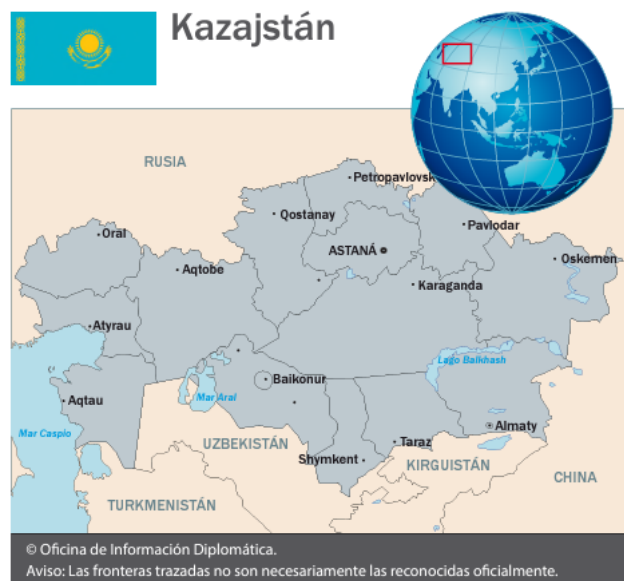 Kazajstán
RUSIA
Petropavlovsk
Qostanay
Pavlodar
Oral
ASTANÁ
Oskemen
Aqtobe
Karaganda
Atyrau
Lago Balkhash
Baikonur
Aqtau
Mar Aral
Almaty
Mar Caspio
UZBEKISTÁN
Taraz
Shymkent
KIRGUISTÁN
CHINA
TURKMENISTÁN
© Oficina de Información Diplomática.
Aviso: Las fronteras trazadas no son necesariamente las reconocidas oficialmente.